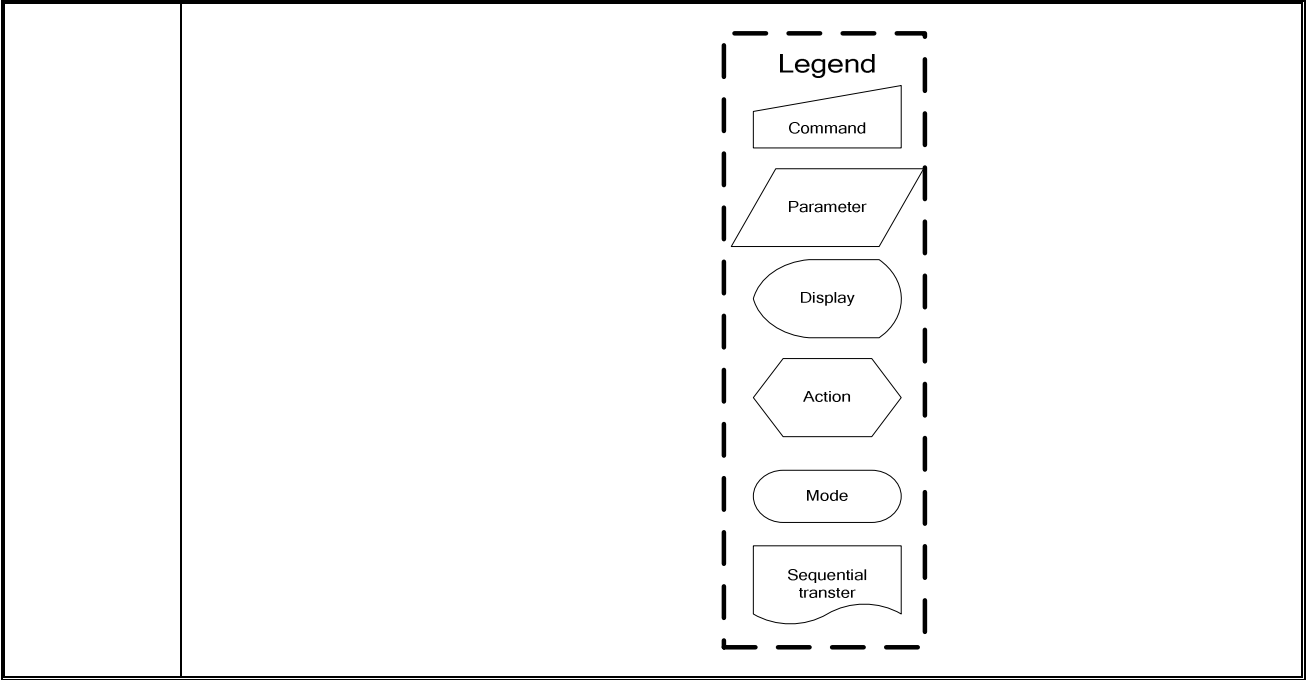 Legend
Command
Parameter
Display
Action
Mode
Sequential
transter